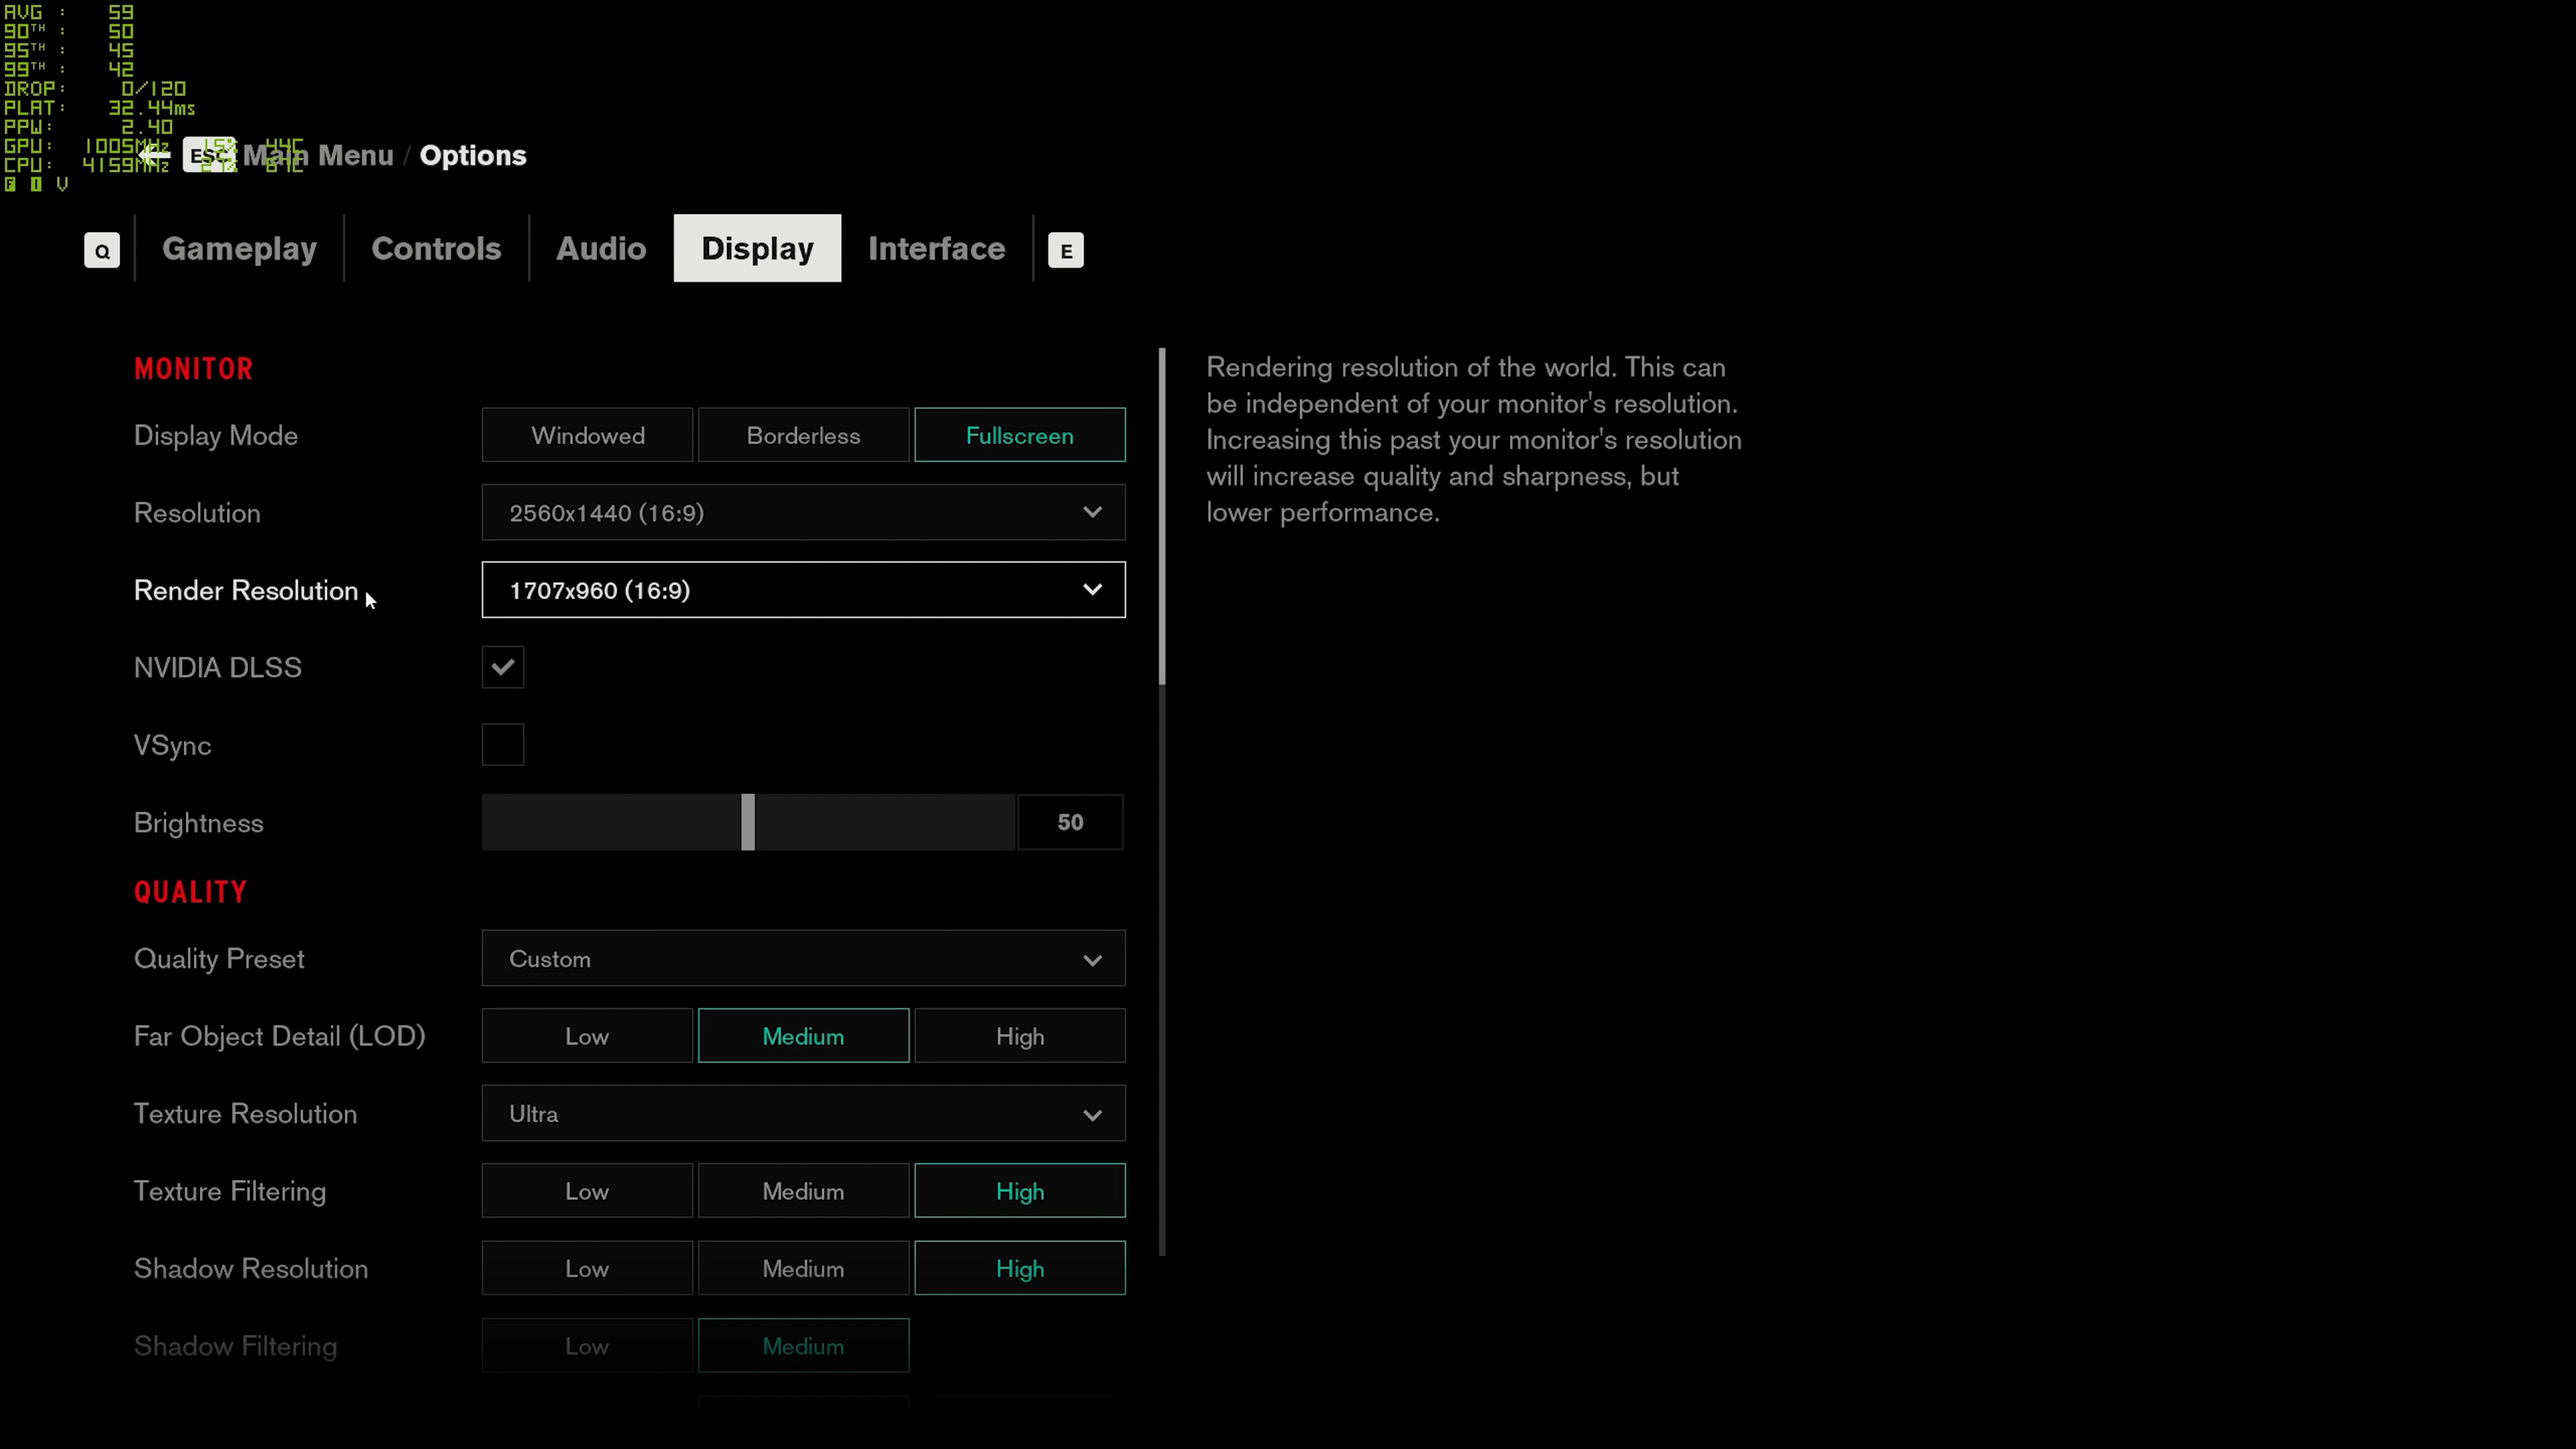 AVG : 59
90TH : 50
95TH : 45
99TH : 42
DROP: 0/120
PLAT: 32.44ms
PPW: 2.40
GPU: 1005MHz 15% 44C
CPU: 4159MHz 64C
F I V
ESC Main Menu / Options
Q Gameplay Controls Audio Display Interface E
MONITOR
Display Mode Windowed Borderless Fullscreen
Resolution 2560x1440 (16:9)
Render Resolution 1707x960 (16:9)
NVIDIA DLSS
VSync
Brightness 50
QUALITY
Quality Preset Custom
Far Object Detail (LOD) Low Medium High
Texture Resolution Ultra
Texture Filtering Low Medium High
Shadow Resolution Low Medium High
Shadow Filtering Low Medium
Rendering resolution of the world. This can
be independent of your monitor's resolution.
Increasing this past your monitor's resolution
will increase quality and sharpness, but
lower performance.